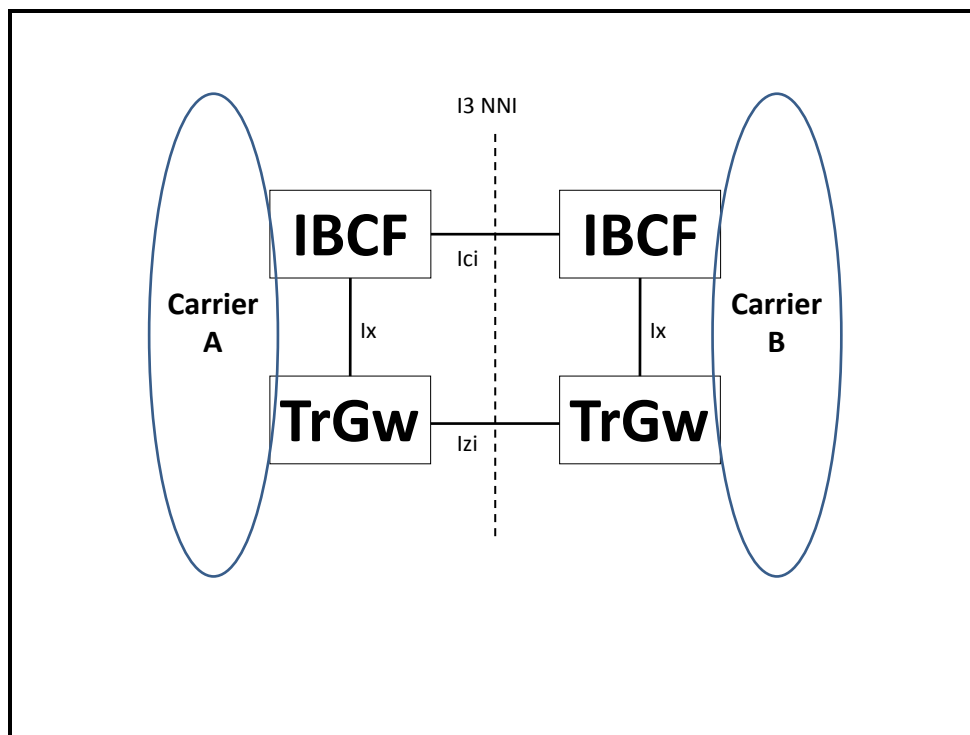 I3 NNI
IBCF
IBCF
Ici
Carrier
A
Ix
Ix
Carrier
B
TrGw
TrGw
Izi